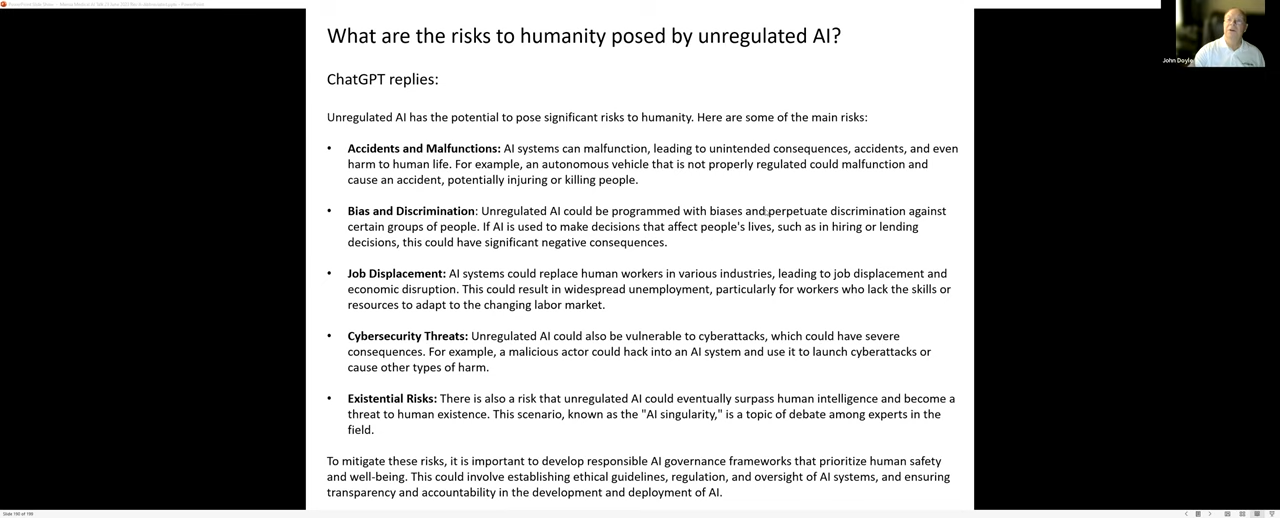 What are the risks to humanity posed by unregulated AI?
John Doyle
ChatGPT replies:
Unregulated AI has the potential to pose significant risks to humanity. Here are some of the main risks:
• Accidents and Malfunctions: AI systems can malfunction, leading to unintended consequences, accidents, and even
harm to human life. For example, an autonomous vehicle that is not properly regulated could malfunction and
cause an accident, potentially injuring or killing people.
• Bias and Discrimination: Unregulated AI could be programmed with biases and perpetuate discrimination against
certain groups of people. If AI is used to make decisions that affect people's lives, such as in hiring or lending
decisions, this could have significant negative consequences.
• Job Displacement: AI systems could replace human workers in various industries, leading to job displacement and
economic disruption. This could result in widespread unemployment, particularly for workers who lack the skills or
resources to adapt to the changing labor market.
• Cybersecurity Threats: Unregulated AI could also be vulnerable to cyberattacks, which could have severe
consequences. For example, a malicious actor could hack into an AI system and use it to launch cyberattacks or
cause other types of harm.
• Existential Risks: There is also a risk that unregulated AI could eventually surpass human intelligence and become a
threat to human existence. This scenario, known as the "AI singularity," is a topic of debate among experts in the
field.
To mitigate these risks, it is important to develop responsible AI governance frameworks that prioritize human safety
and well-being. This could involve establishing ethical guidelines, regulation, and oversight of AI systems, and ensuring
transparency and accountability in the development and deployment of AI.